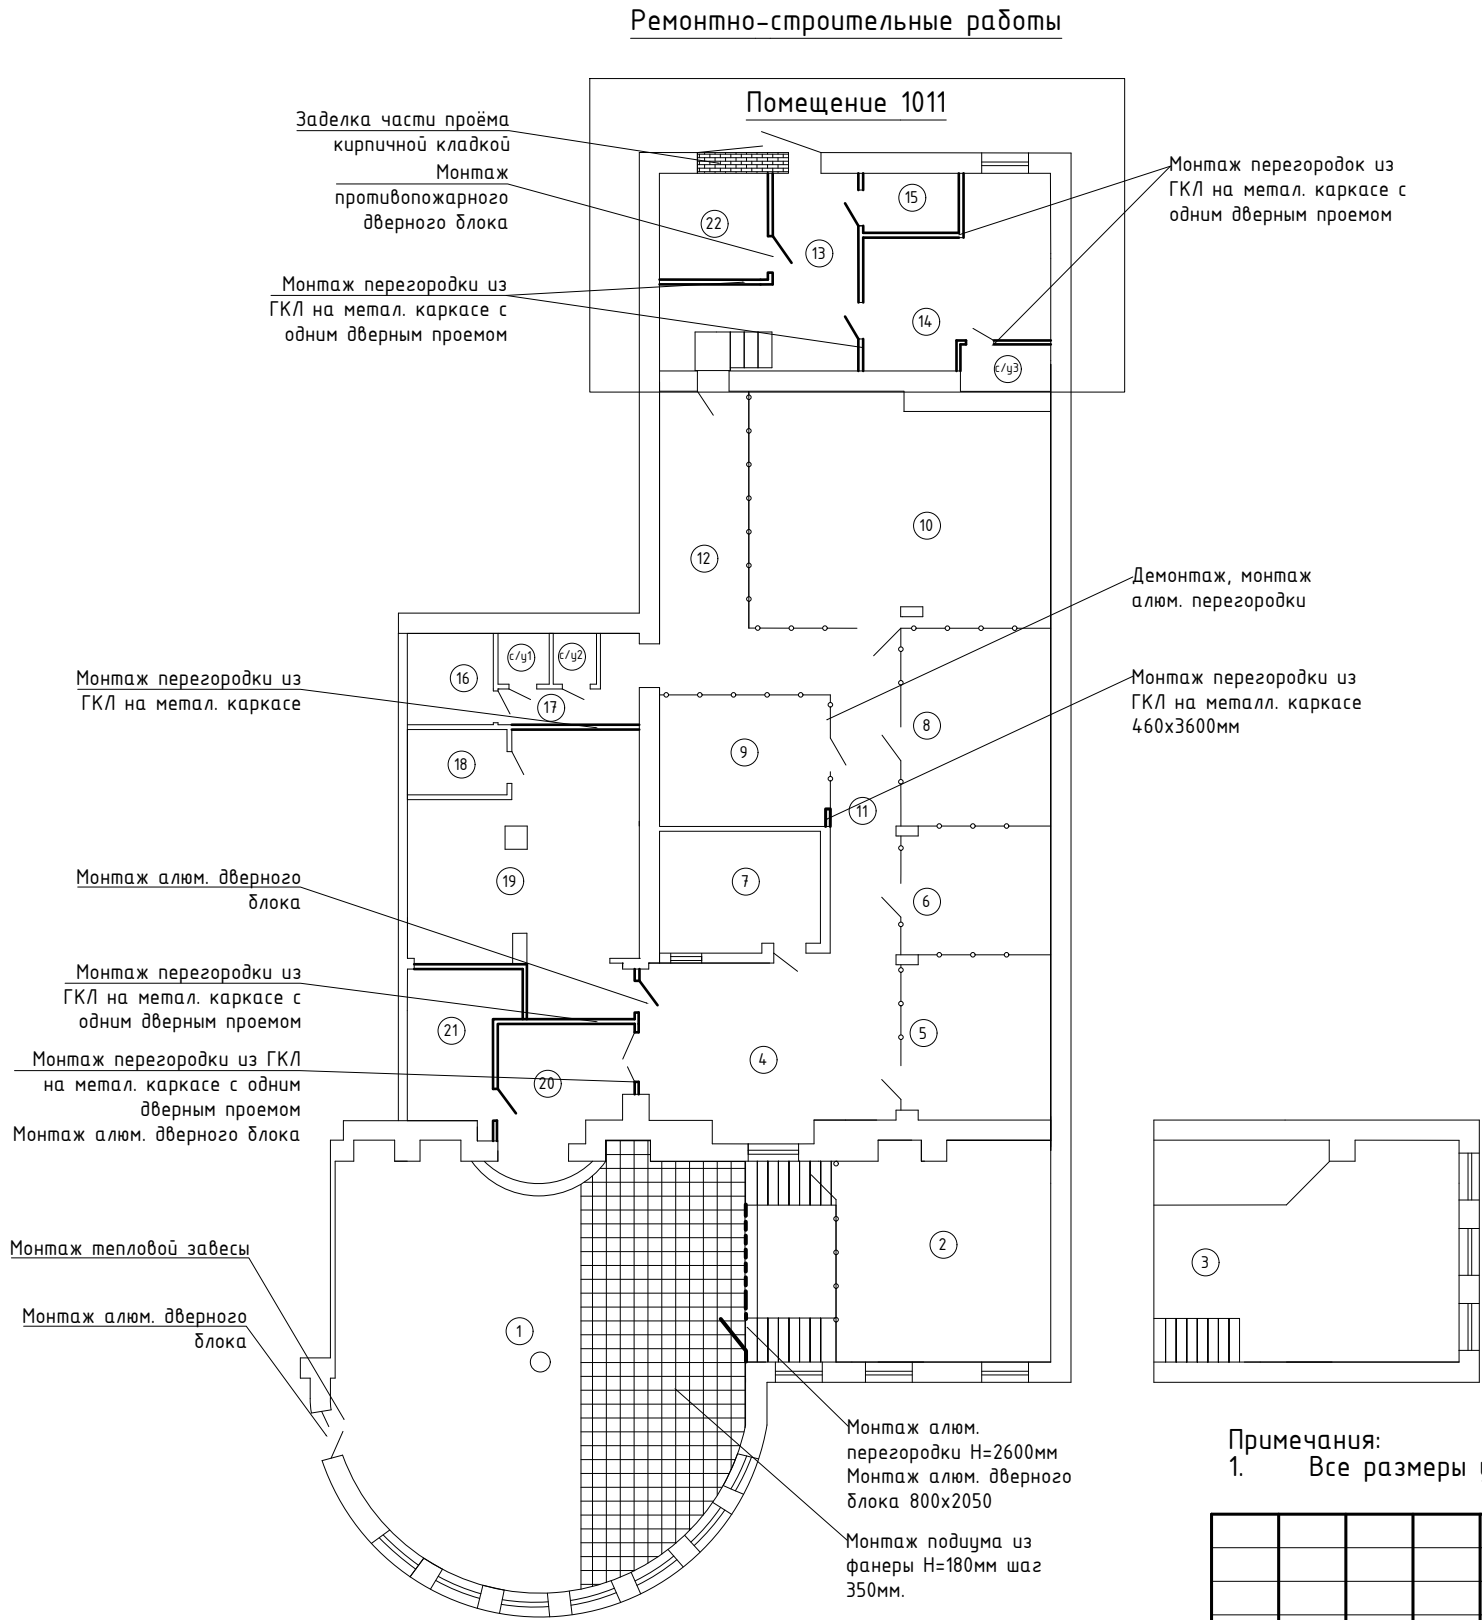 Ремонтно-строительные работы
Помещение 1011
Заделка части проёма
кирпичной кладкой
Монтаж
противопожарного
дверного блока
Монтаж перегородки из
ГКЛ на метал. каркасе с
одним дверным проемом
Монтаж перегородок из
ГКЛ на метал. каркасе с
одним дверным проемом
22
13
15
14
с/у3
10
12
Демонтаж, монтаж
алюм. перегородки
Монтаж перегородки из
ГКЛ на металл. каркасе
460х3600мм
Монтаж перегородки из
ГКЛ на метал. каркасе
16
с/у1
с/у2
17
18
9
8
11
Монтаж алюм. дверного
блока
19
7
6
Монтаж перегородки из
ГКЛ на метал. каркасе с
одним дверным проемом
21
4
5
Монтаж перегородки из ГКЛ
на метал. каркасе с одним
дверным проемом
Монтаж алюм. дверного блока
20
Монтаж тепловой завесы
Монтаж алюм. дверного
блока
1
2
3
Монтаж алюм.
перегородки Н=2600мм
Монтаж алюм. дверного
блока 800х2050
Монтаж подиума из
фанеры Н=180мм шаг
350мм.
Примечания:
1. Все размеры